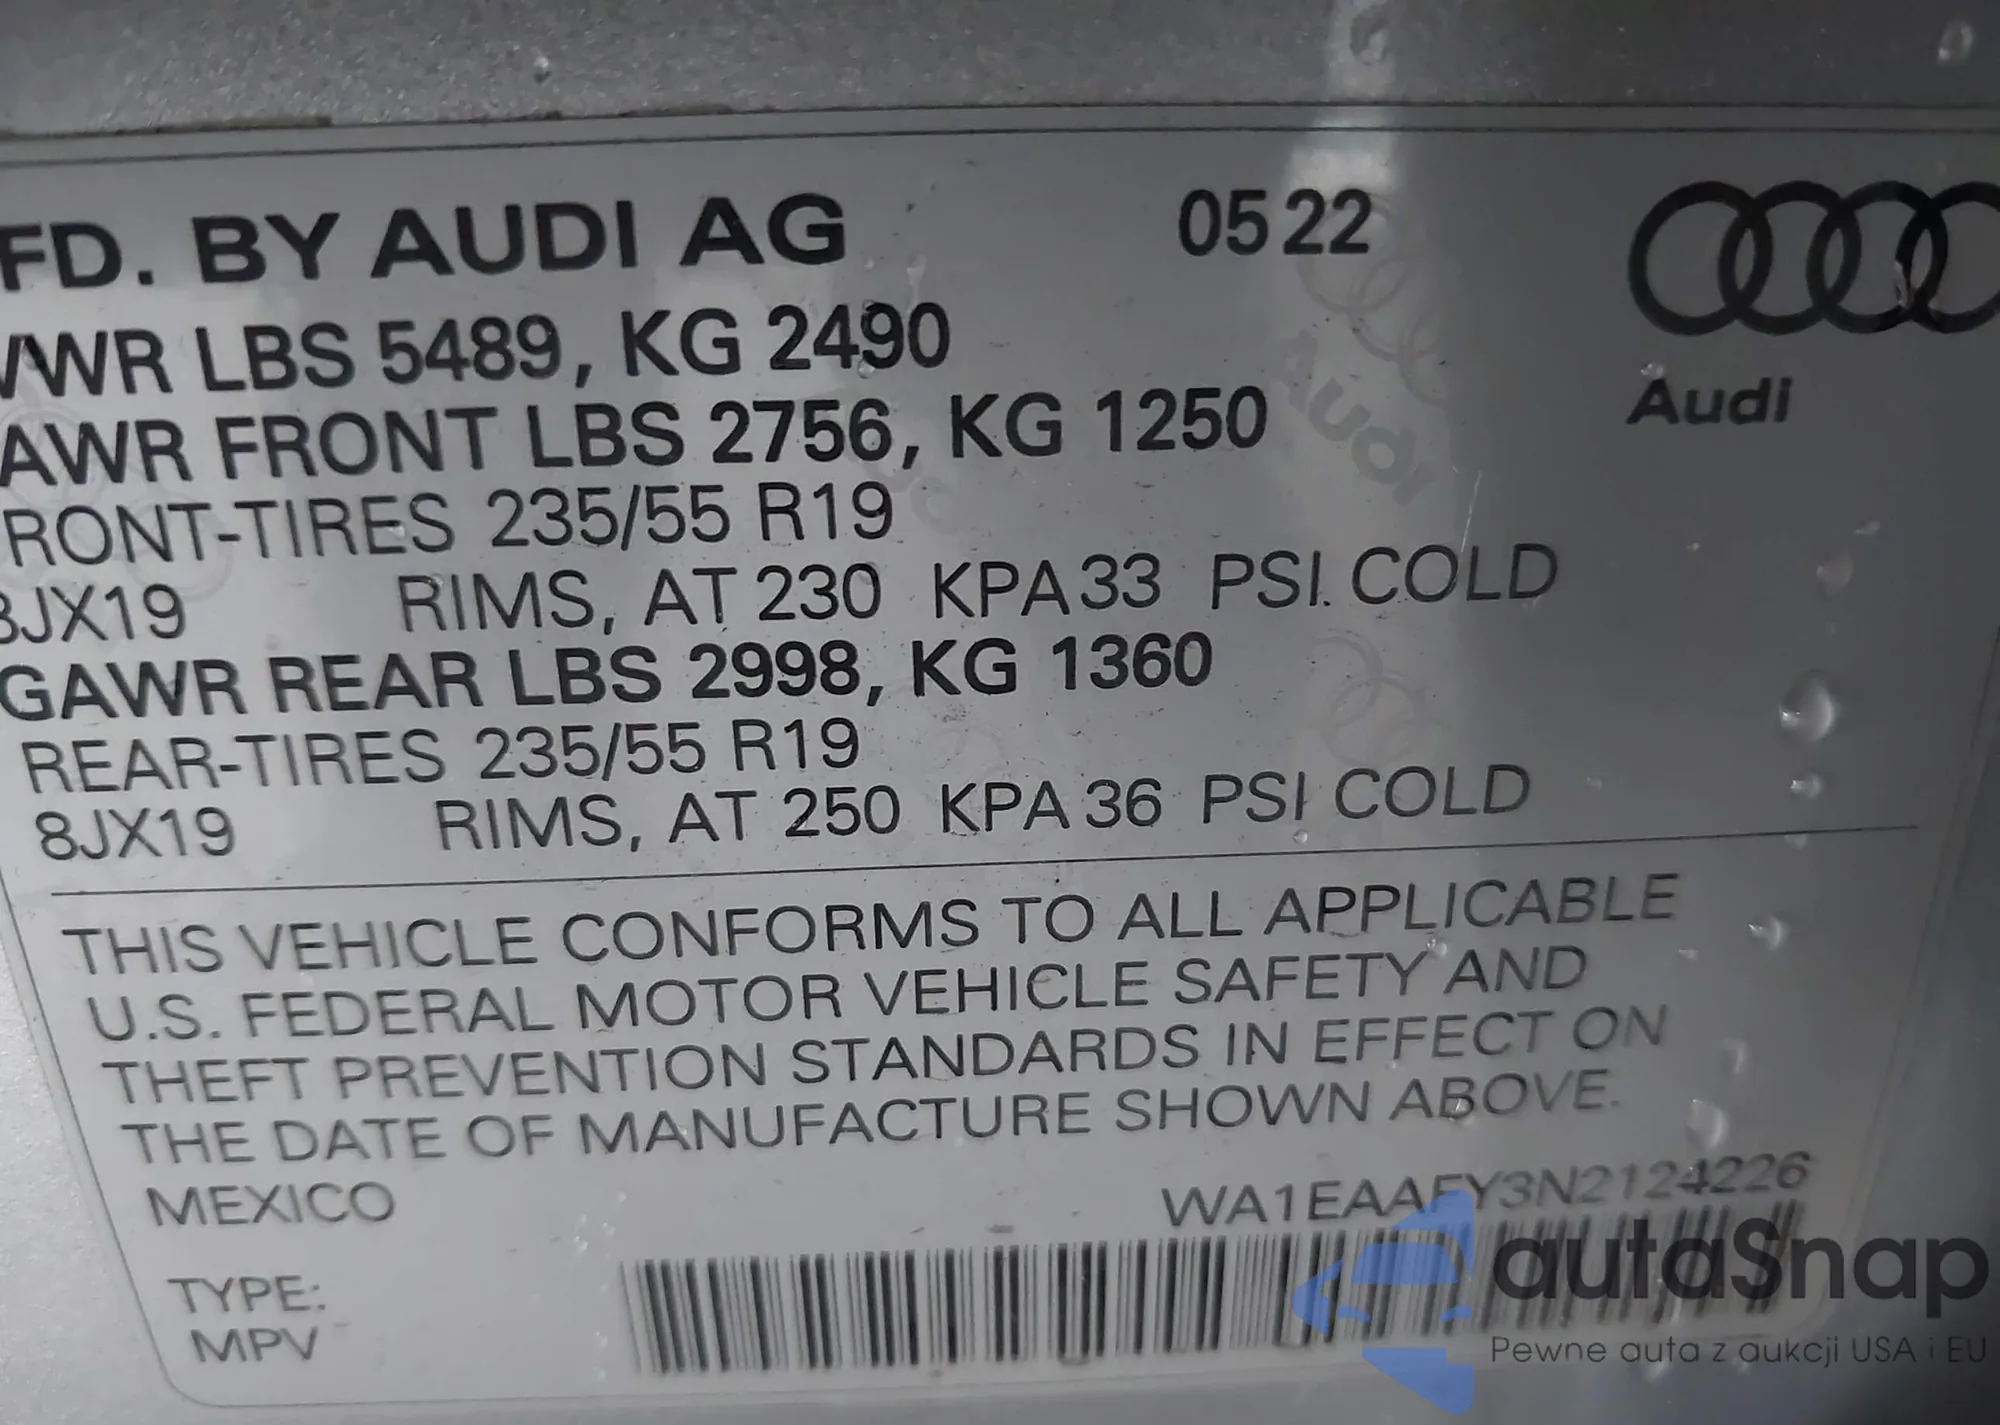 FD. BY AUDI AG 05 22
VWR LBS 5489, KG 2490
AWR FRONT LBS 2756, KG 1250
RONT-TIRES 235/55 R19
8JX19 RIMS, AT 230 KPA 33 PSI. COLD
GAWR REAR LBS 2998, KG 1360
REAR-TIRES 235/55 R19
8JX19 RIMS, AT 250 KPA 36 PSI COLD
Audi
Audi
THIS VEHICLE CONFORMS TO ALL APPLICABLE
U.S. FEDERAL MOTOR VEHICLE SAFETY AND
THEFT PREVENTION STANDARDS IN EFFECT ON
THE DATE OF MANUFACTURE SHOWN ABOVE.
MEXICO
WA1EAAFY3N2124226
TYPE:
MPV
autoSnap
Pewne auta z aukcji USA i EU